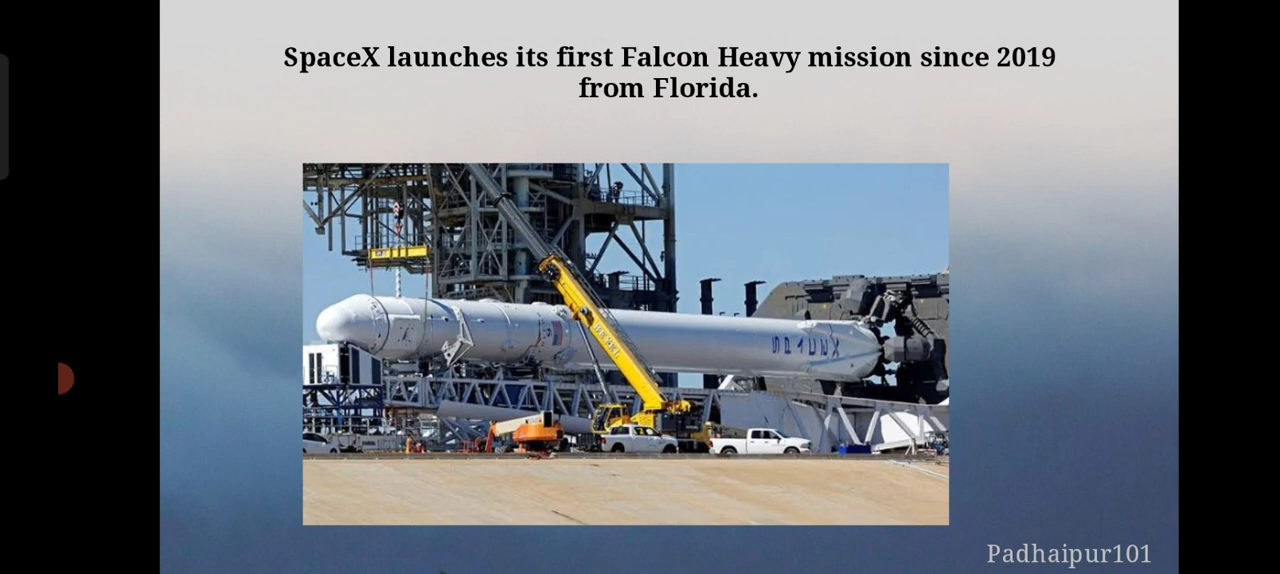 SpaceX launches its first Falcon Heavy mission since 2019
from Florida.
Padhaipur101